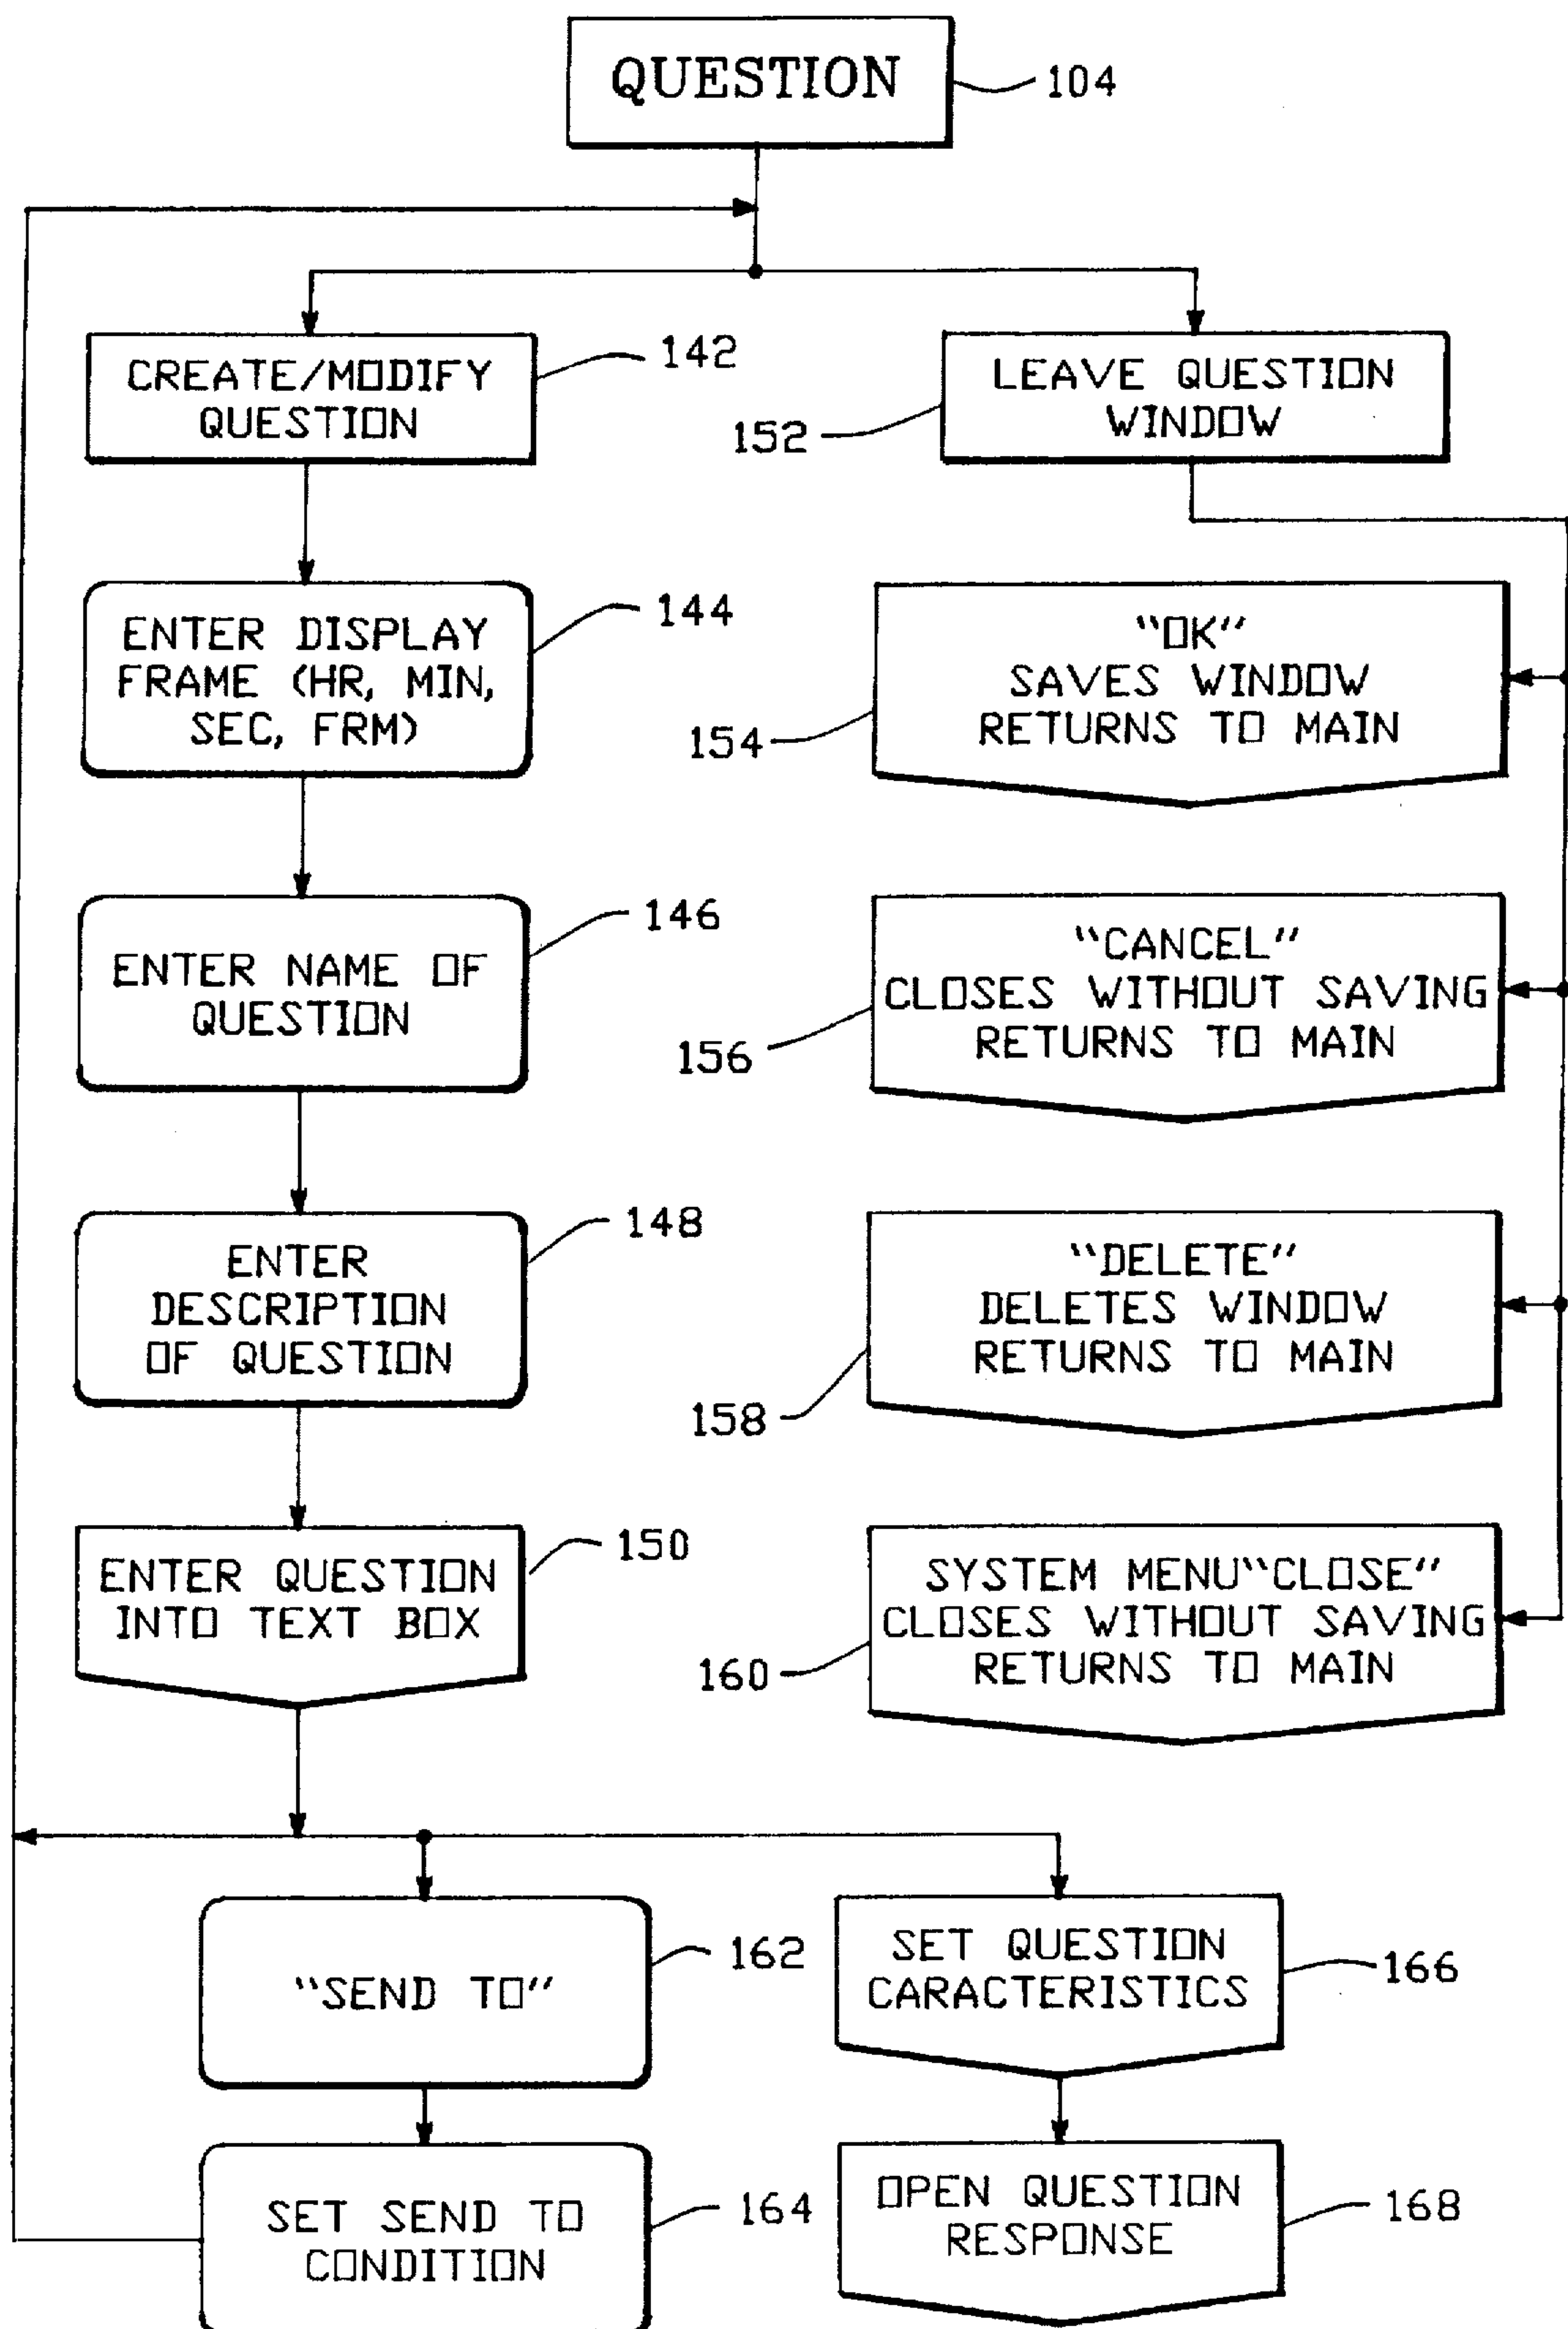 QUESTION
104
CREATE/MODIFY
QUESTION
142
LEAVE QUESTION
WINDOW
152
ENTER DISPLAY
FRAME (HR, MIN,
SEC, FRM)
144
"OK"
SAVES WINDOW
RETURNS TO MAIN
154
ENTER NAME OF
QUESTION
146
"CANCEL"
CLOSES WITHOUT SAVING
RETURNS TO MAIN
156
ENTER
DESCRIPTION
OF QUESTION
148
"DELETE"
DELETES WINDOW
RETURNS TO MAIN
158
ENTER QUESTION
INTO TEXT BOX
150
SYSTEM MENU"CLOSE"
CLOSES WITHOUT SAVING
RETURNS TO MAIN
160
"SEND TO"
162
SET QUESTION
CARACTERISTICS
166
SET SEND TO
CONDITION
164
OPEN QUESTION
RESPONSE
168